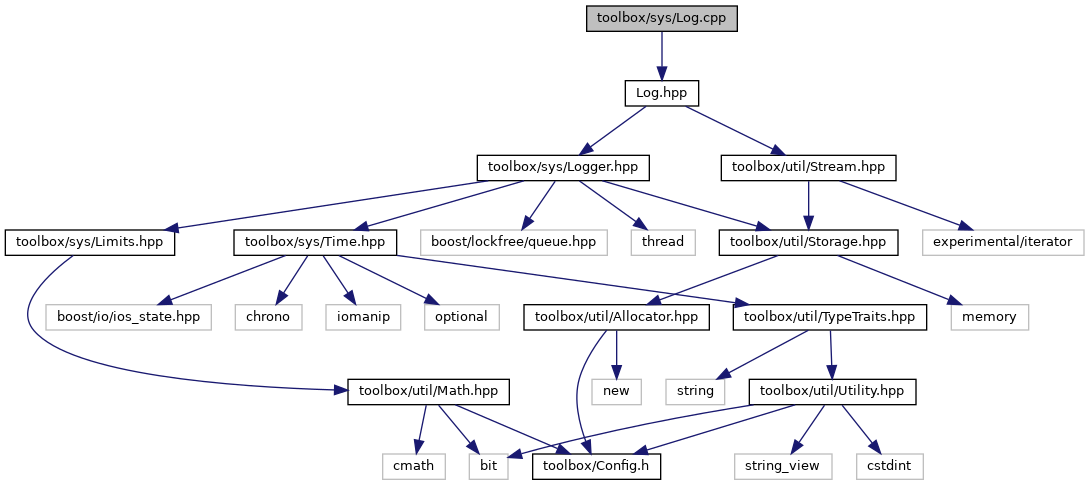 toolbox/sys/Log.cpp
Log.hpp
toolbox/sys/Logger.hpp
toolbox/util/Stream.hpp
toolbox/sys/Limits.hpp
toolbox/sys/Time.hpp
boost/lockfree/queue.hpp
thread
toolbox/util/Storage.hpp
experimental/iterator
boost/io/ios_state.hpp
chrono
iomanip
optional
toolbox/util/Allocator.hpp
toolbox/util/TypeTraits.hpp
memory
toolbox/util/Math.hpp
new
string
toolbox/util/Utility.hpp
cmath
bit
toolbox/Config.h
string_view
cstdint